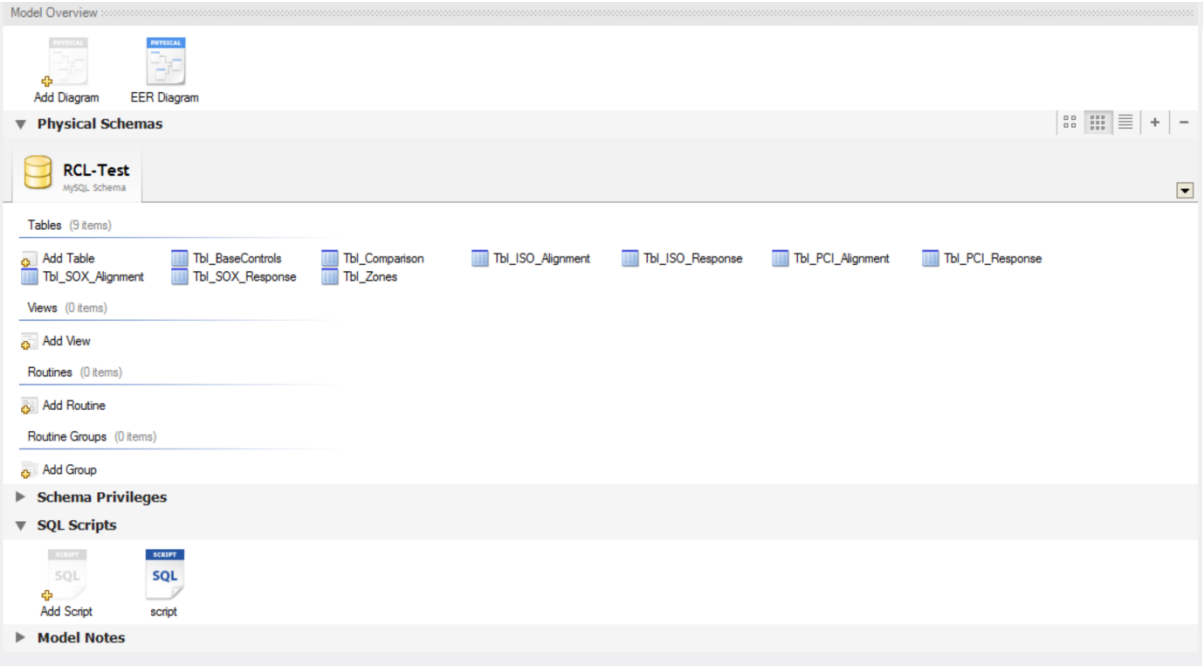 Model Overview
PHYSICAL PHYSICAL
Add Diagram EER Diagram
Physical Schemas
RCL-Test
MySQL Schema
Tables (9 items)
Add Table Tbl_BaseControls Tbl_Comparison Tbl_ISO_Alignment Tbl_ISO_Response Tbl_PCI_Alignment Tbl_PCI_Response
Tbl_SOX_Alignment Tbl_SOX_Response Tbl_Zones
Views (0 items)
Add View
Routines (0 items)
Add Routine
Routine Groups (0 items)
Add Group
Schema Privileges
SQL Scripts
SCRIPT SCRIPT
SQL SQL
Add Script script
Model Notes